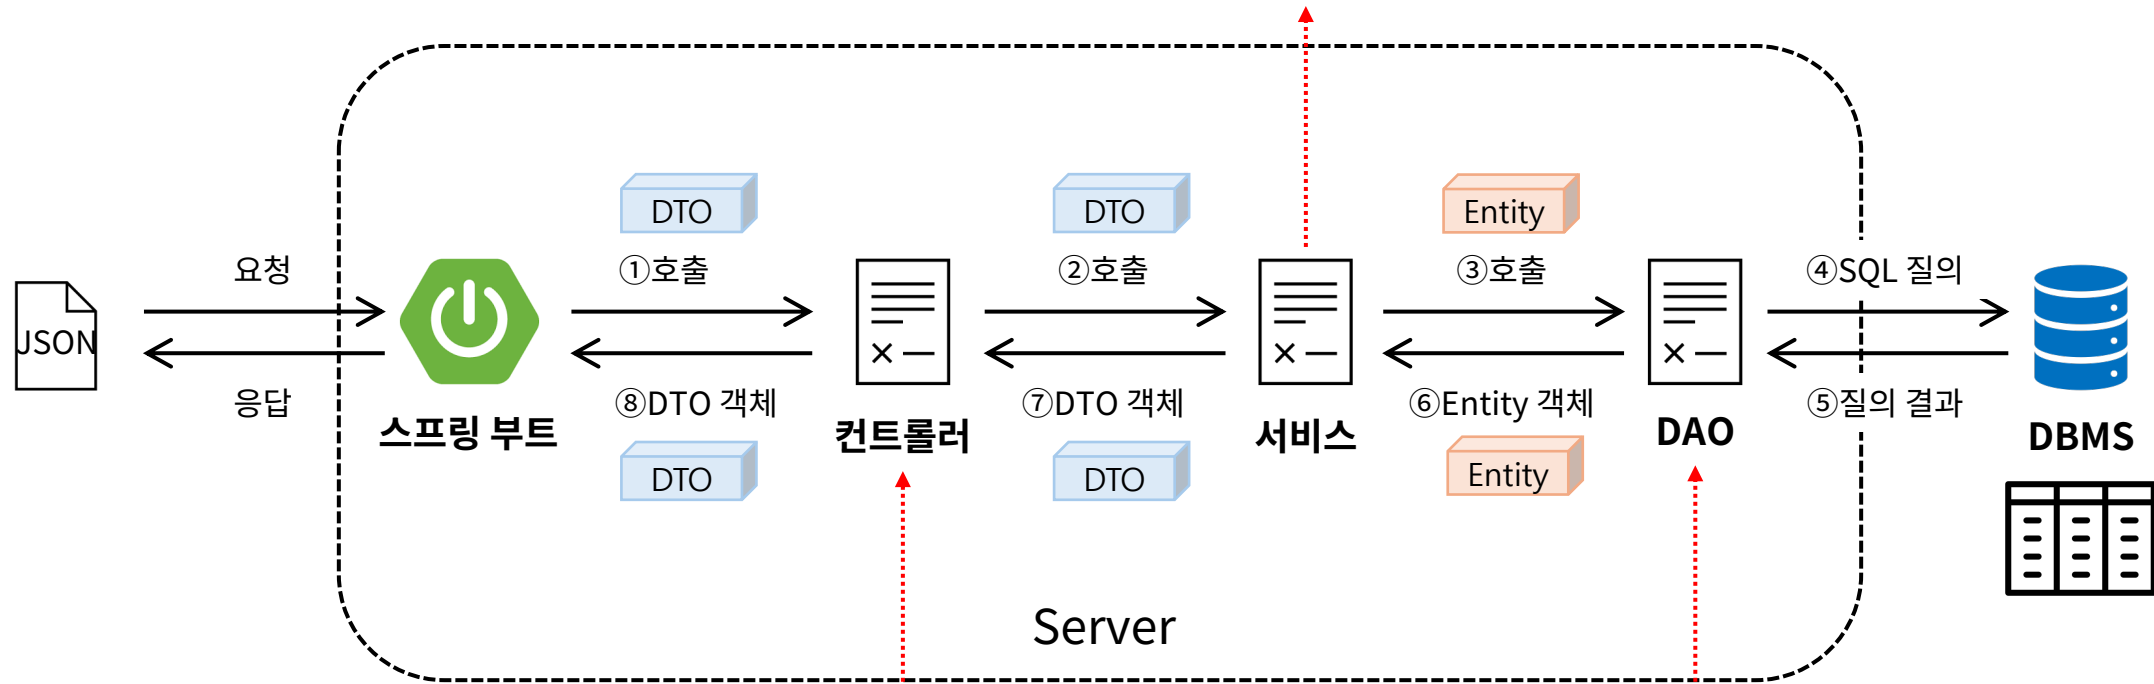 JSON
요청
응답
스프링 부트
DTO
①호출
⑧DTO 객체
DTO
컨트롤러
DTO
②호출
⑦DTO 객체
DTO
서비스
Entity
③호출
⑥Entity 객체
Entity
DAO
④SQL 질의
⑤질의 결과
DBMS
Server